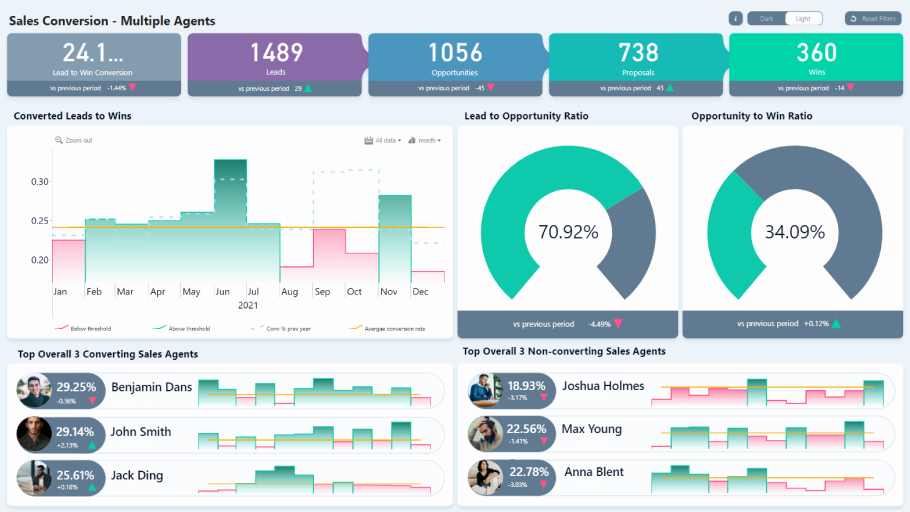 Sales Conversion - Multiple Agents
i
Dark
Light
Reset Filters
24.1...
Lead to Win Conversion
vs previous period -1.44%
1489
Leads
vs previous period 29
1056
Opportunities
vs previous period -45
738
Proposals
vs previous period 43
360
Wins
vs previous period -14
Converted Leads to Wins
Zoom out
All data
month
0.30
0.25
0.20
Jan Feb Mar Apr May Jun Jul Aug Sep Oct Nov Dec
2021
Below threshold
Above threshold
Conv % prev year
Avergae conversion rate
Lead to Opportunity Ratio
70.92%
vs previous period -4.49%
Opportunity to Win Ratio
34.09%
vs previous period +0.12%
Top Overall 3 Converting Sales Agents
29.25%
-0.36%
Benjamin Dans
29.14%
+2.13%
John Smith
25.61%
+0.18%
Jack Ding
Top Overall 3 Non-converting Sales Agents
18.93%
-3.17%
Joshua Holmes
22.56%
-1.41%
Max Young
22.78%
-3.03%
Anna Blent